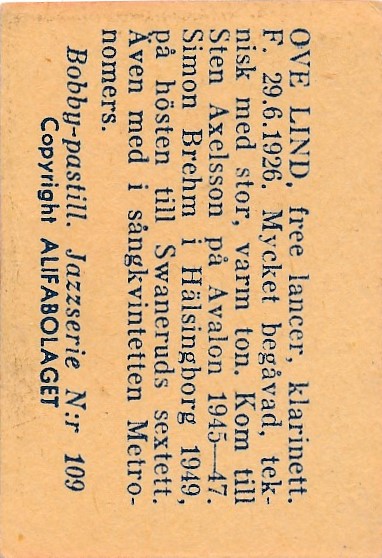 OVE LIND, free lancer, klarinett.
F. 29.6.1926. Mycket begåvad, tek-
nisk med stor, varm ton. Kom till
Sten Axelsson på Avalon 1945—47.
Simon Brehm i Hälsingborg 1949,
på hösten till Swaneruds sextett.
Även med i sångkvintetten Metro-
nomers.
Bobby-pastill. Jazzserie N:r 109
Copyright ALIFABOLAGET